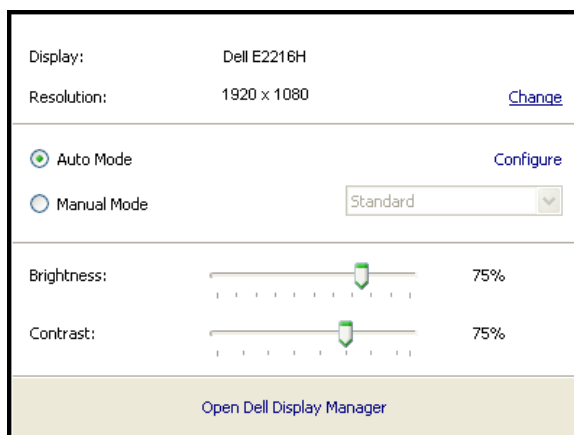 Display: Dell E2216H
Resolution: 1920 x 1080 Change
Auto Mode Configure
Manual Mode Standard
Brightness: 75%
Contrast: 75%
Open Dell Display Manager